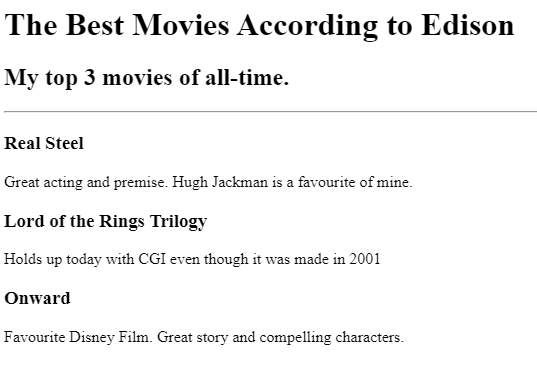 The Best Movies According to Edison
My top 3 movies of all-time.
Real Steel
Great acting and premise. Hugh Jackman is a favourite of mine.
Lord of the Rings Trilogy
Holds up today with CGI even though it was made in 2001
Onward
Favourite Disney Film. Great story and compelling characters.